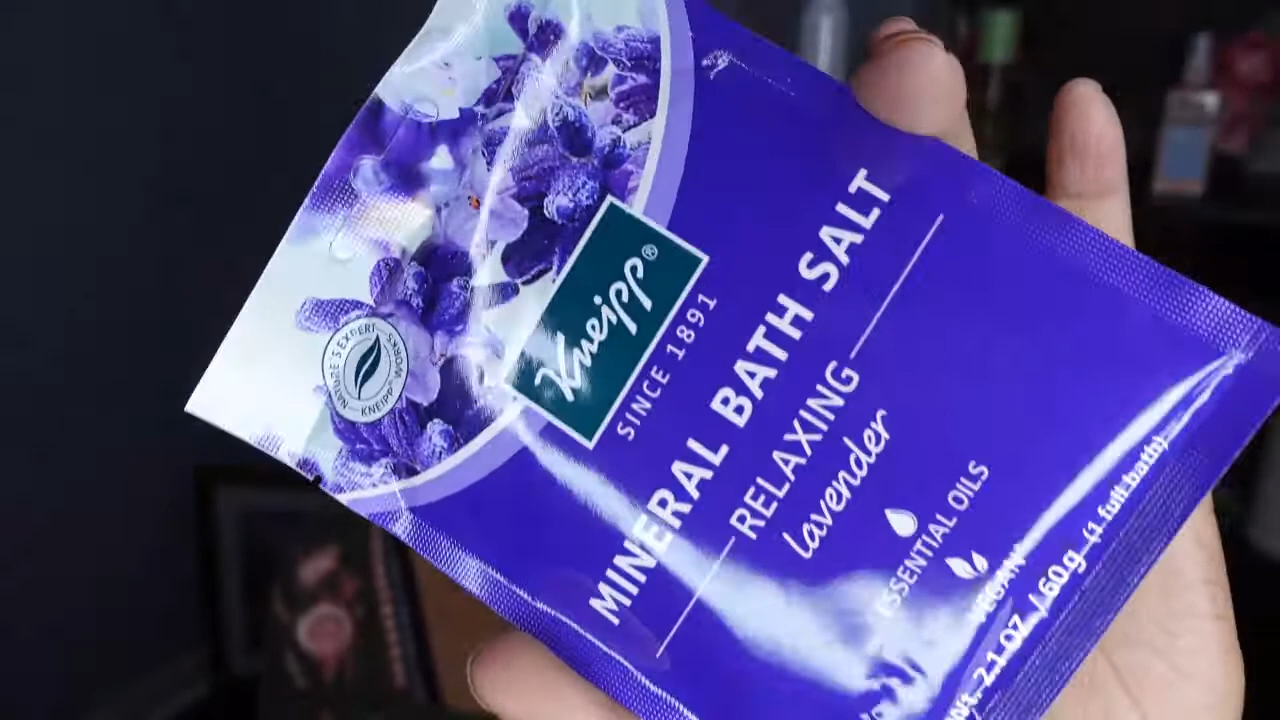 NATURE'S EXPERT
KNEIPP® WORKS
Kneipp®
SINCE 1891
MINERAL BATH SALT
RELAXING
lavender
ESSENTIAL OILS
VEGAN
2.1 OZ / 60g (1 full bath)